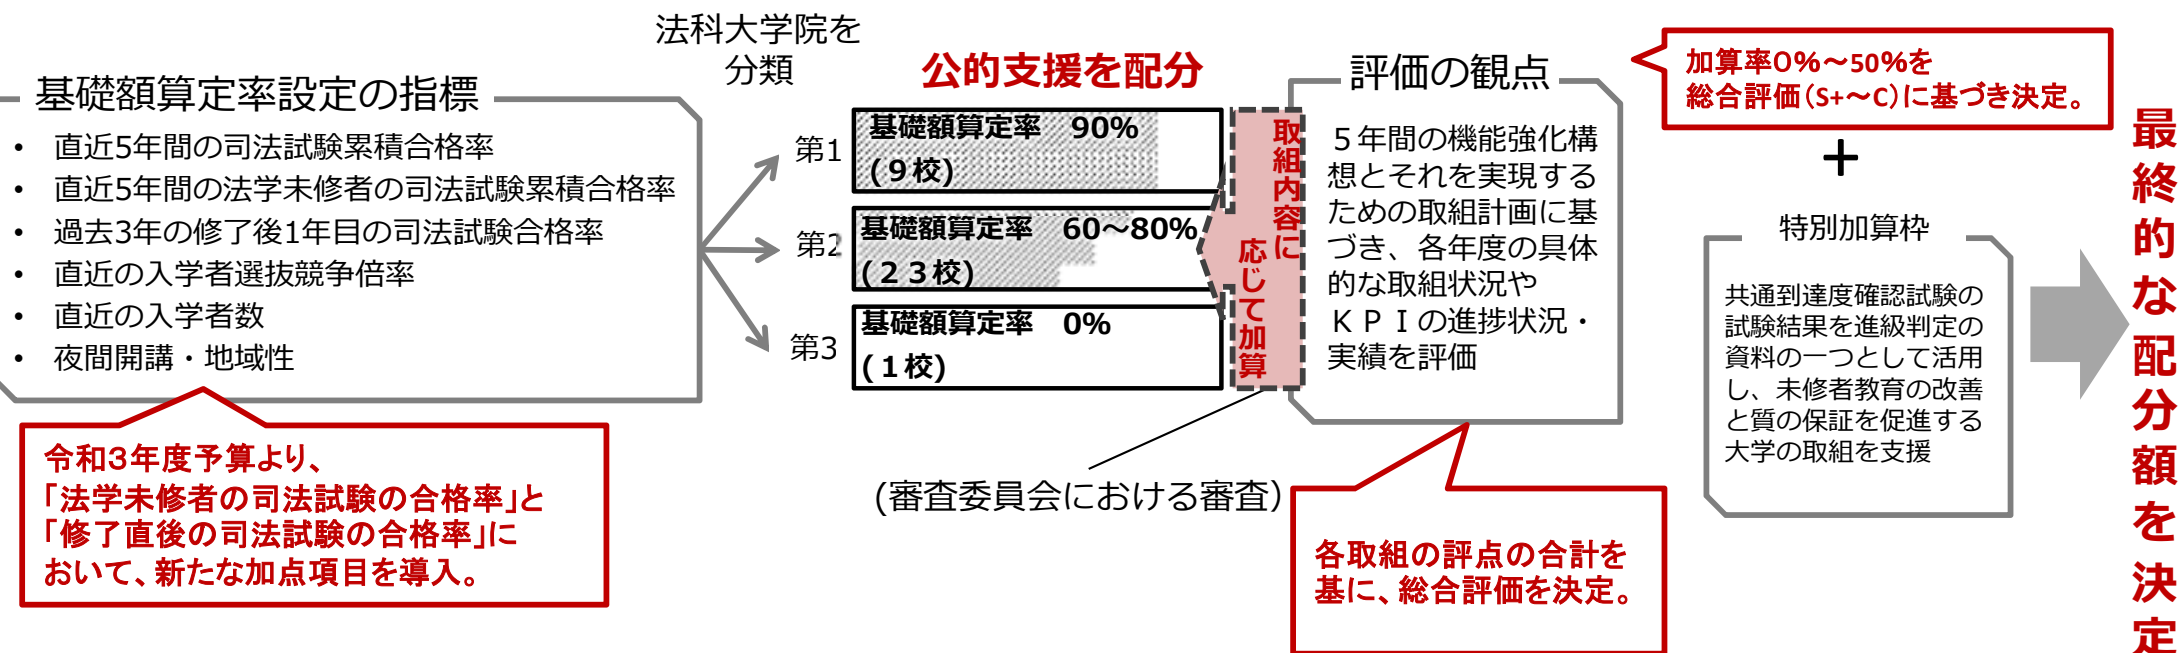 基礎額算定率設定の指標
• 直近5年間の司法試験累積合格率
• 直近5年間の法学未修者の司法試験累積合格率
• 過去3年の修了後1年目の司法試験合格率
• 直近の入学者選抜競争倍率
• 直近の入学者数
• 夜間開講・地域性
令和3年度予算より、
「法学未修者の司法試験の合格率」と
「修了直後の司法試験の合格率」に
おいて、新たな加点項目を導入。
法科大学院を
分類
第1
第2
第3
公的支援を配分
基礎額算定率 90%
(９校)
基礎額算定率 60～80%
(２３校)
基礎額算定率 0%
(１校)
取組内容に
応じて加算
(審査委員会における審査)
評価の観点
５年間の機能強化構
想とそれを実現する
ための取組計画に基
づき、各年度の具体
的な取組状況や
ＫＰＩの進捗状況・
実績を評価
各取組の評点の合計を
基に、総合評価を決定。
加算率0％～50％を
総合評価（S+～C）に基づき決定。
＋
特別加算枠
共通到達度確認試験の
試験結果を進級判定の
資料の一つとして活用
し、未修者教育の改善
と質の保証を促進する
大学の取組を支援
最終的な配分額を決定